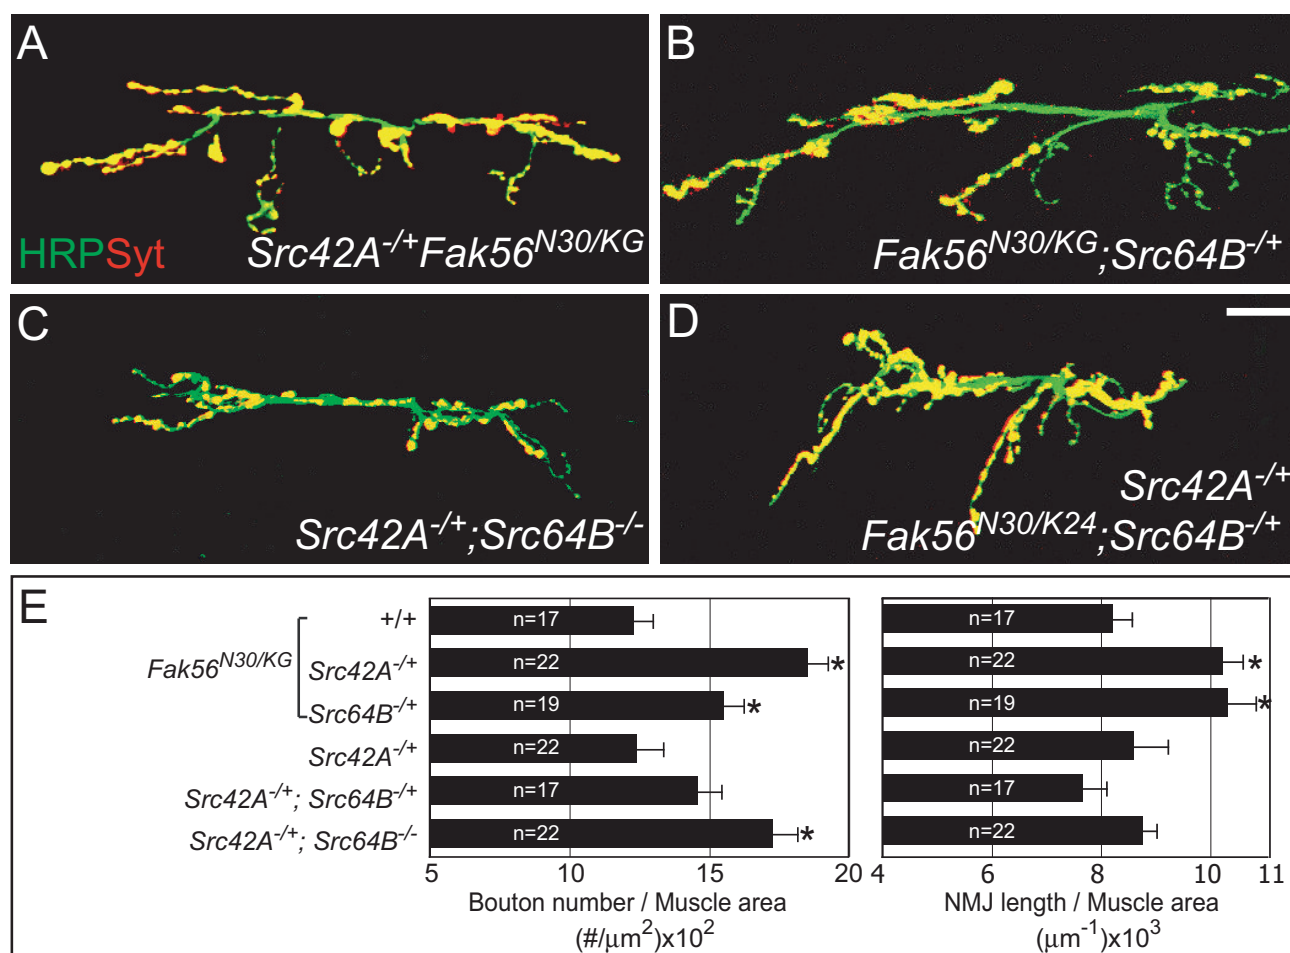 A
HRPSyt
Src42A-/+Fak56N30/KG
B
Fak56N30/KG;Src64B-/+
C
Src42A-/+;Src64B-/-
D
Src42A-/+
Fak56N30/K24;Src64B-/+
E
Fak56N30/KG
+/+
Src42A-/+
Src64B-/+
Src42A-/+
Src42A-/+; Src64B-/+
Src42A-/+; Src64B-/-
n=17
n=22
*
n=19
*
n=22
n=17
n=22
*
5 10 15 20
Bouton number / Muscle area
(#/μm2)x102
n=17
n=22
*
n=19
*
n=22
n=17
n=22
4 6 8 10 11
NMJ length / Muscle area
(μm-1)x103